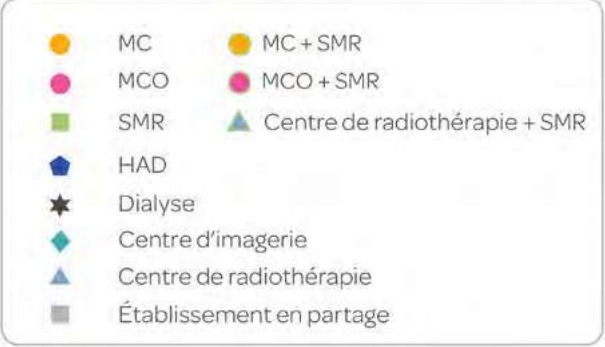 MC MC + SMR
MCO MCO + SMR
SMR Centre de radiothérapie + SMR
HAD
Dialyse
Centre d'imagerie
Centre de radiothérapie
Établissement en partage